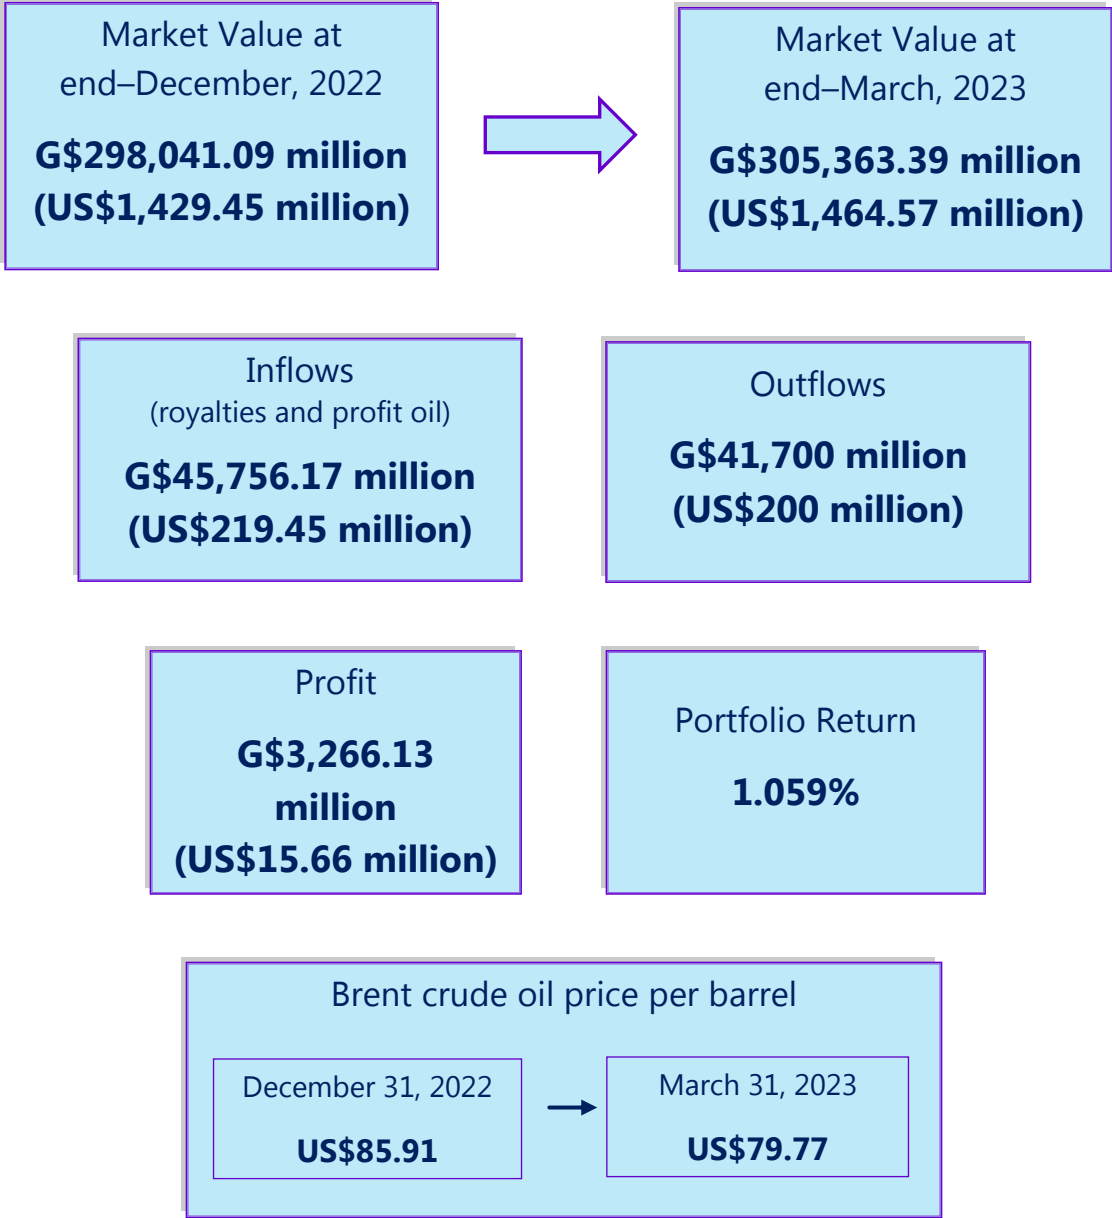 Market Value at
end–December, 2022
G$298,041.09 million
(US$1,429.45 million)
Market Value at
end–March, 2023
G$305,363.39 million
(US$1,464.57 million)
Inflows
(royalties and profit oil)
G$45,756.17 million
(US$219.45 million)
Outflows
G$41,700 million
(US$200 million)
Profit
G$3,266.13
million
(US$15.66 million)
Portfolio Return
1.059%
Brent crude oil price per barrel
December 31, 2022
US$85.91
March 31, 2023
US$79.77